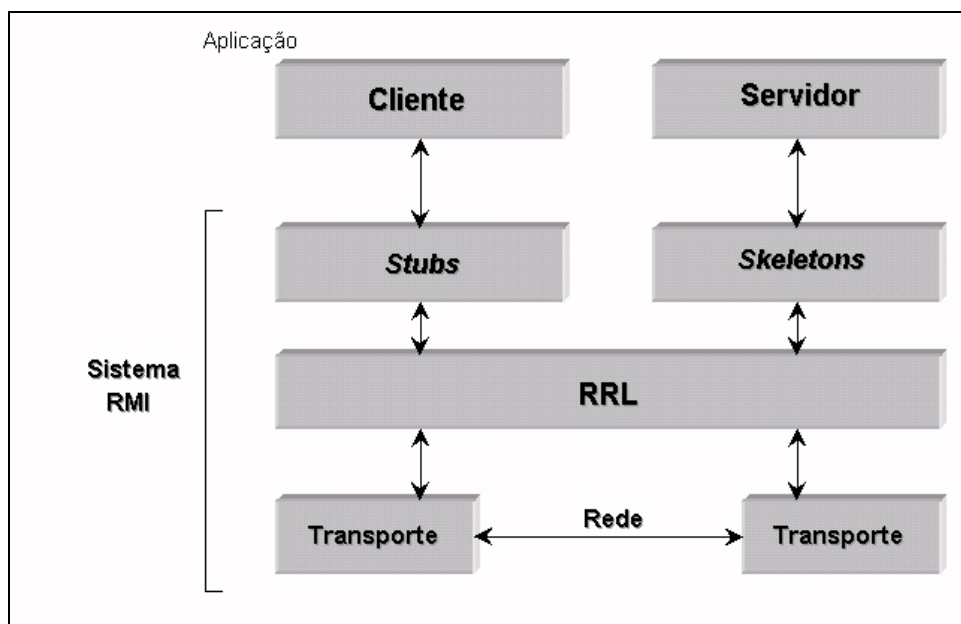 Aplicação
Cliente
Servidor
Stubs
Skeletons
Sistema
RMI
RRL
Transporte
Rede
Transporte